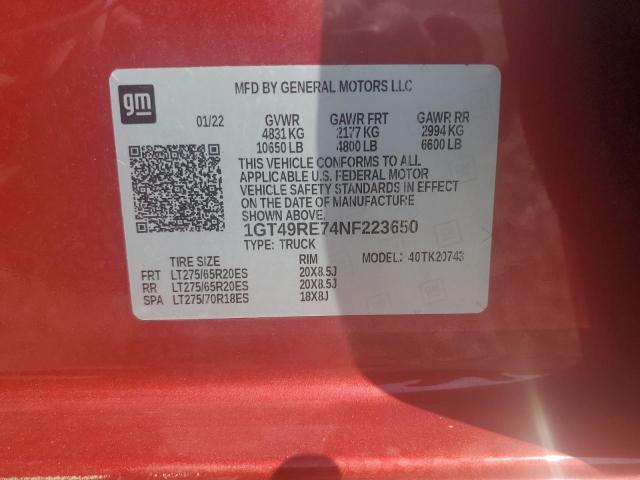 gm
MFD BY GENERAL MOTORS LLC
01/22 GVWR GAWR FRT GAWR RR
4831 KG 2177 KG 2994 KG
10650 LB 4800 LB 6600 LB
THIS VEHICLE CONFORMS TO ALL
APPLICABLE U.S. FEDERAL MOTOR
VEHICLE SAFETY STANDARDS IN EFFECT
ON THE DATE OF MANUFACTURE
SHOWN ABOVE.
1GT49RE74NF223650
TYPE: TRUCK
TIRE SIZE RIM MODEL: 40TK20743
FRT LT275/65R20ES 20X8.5J
RR LT275/65R20ES 20X8.5J
SPA LT275/70R18ES 18X8J